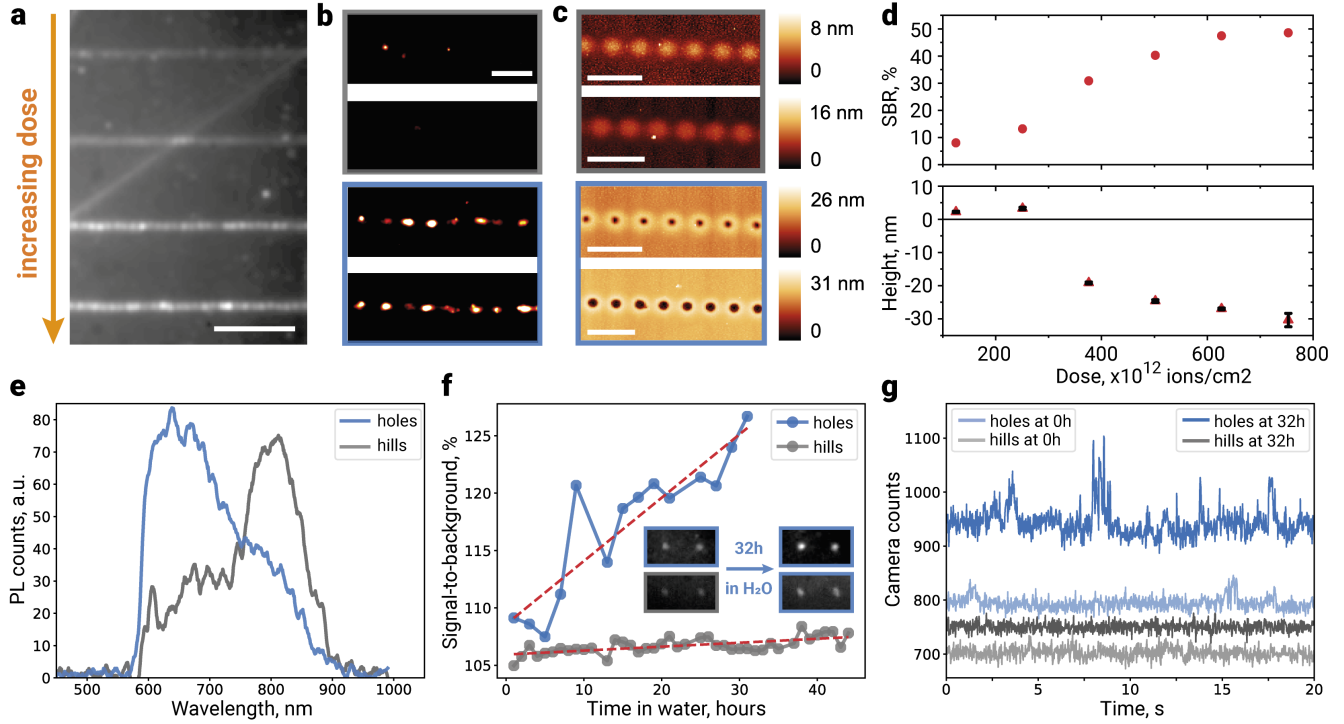 a
increasing dose
b
c
8 nm
0
16 nm
0
26 nm
0
31 nm
0
d
SBR, %
50
40
30
20
10
0
Height, nm
10
0
-10
-20
-30
200
400
600
800
Dose, x10¹² ions/cm2
e
PL counts, a.u.
80
70
60
50
40
30
20
10
0
holes
hills
500
600
700
800
900
1000
Wavelength, nm
f
Signal-to-background, %
125
120
115
110
105
holes
hills
32h
in H₂O
0
10
20
30
40
Time in water, hours
g
Camera counts
1100
1000
900
800
700
holes at 0h
hills at 0h
holes at 32h
hills at 32h
0
5
10
15
20
Time, s